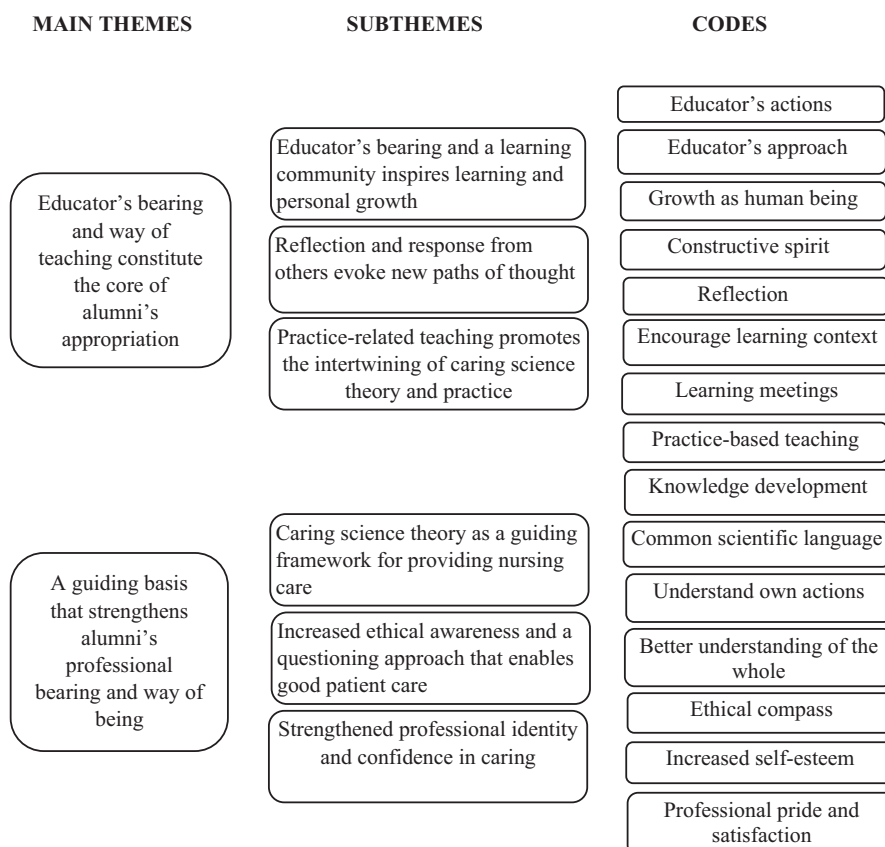 MAIN THEMES
SUBTHEMES
CODES
Educator’s bearing
and way of
teaching constitute
the core of
alumni’s
appropriation
A guiding basis
that strengthens
alumni’s
professional
bearing and way of
being
Educator’s bearing and a learning
community inspires learning and
personal growth
Reflection and response from
others evoke new paths of thought
Practice-related teaching promotes
the intertwining of caring science
theory and practice
Caring science theory as a guiding
framework for providing nursing
care
Increased ethical awareness and a
questioning approach that enables
good patient care
Strengthened professional identity
and confidence in caring
Educator’s actions
Educator’s approach
Growth as human being
Constructive spirit
Reflection
Encourage learning context
Learning meetings
Practice-based teaching
Knowledge development
Common scientific language
Understand own actions
Better understanding of the
whole
Ethical compass
Increased self-esteem
Professional pride and
satisfaction